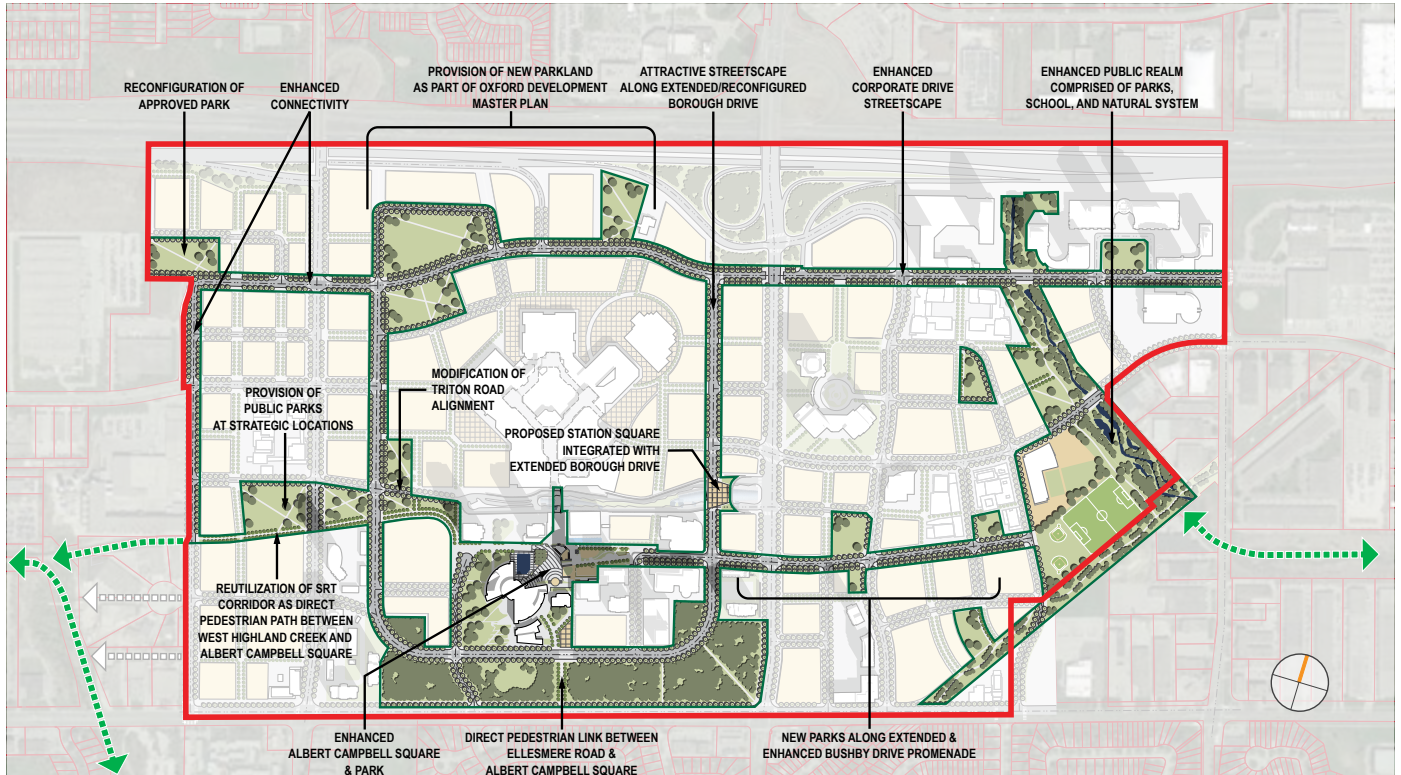 RECONFIGURATION OF
APPROVED PARK
ENHANCED
CONNECTIVITY
PROVISION OF NEW PARKLAND
AS PART OF OXFORD DEVELOPMENT
MASTER PLAN
ATTRACTIVE STREETSCAPE
ALONG EXTENDED/RECONFIGURED
BOROUGH DRIVE
ENHANCED
CORPORATE DRIVE
STREETSCAPE
ENHANCED PUBLIC REALM
COMPRISED OF PARKS,
SCHOOL, AND NATURAL SYSTEM
PROVISION OF
PUBLIC PARKS
AT STRATEGIC LOCATIONS
MODIFICATION OF
TRITON ROAD
ALIGNMENT
PROPOSED STATION SQUARE
INTEGRATED WITH
EXTENDED BOROUGH DRIVE
REUTILIZATION OF SRT
CORRIDOR AS DIRECT
PEDESTRIAN PATH BETWEEN
WEST HIGHLAND CREEK AND
ALBERT CAMPBELL SQUARE
ENHANCED
ALBERT CAMPBELL SQUARE
& PARK
DIRECT PEDESTRIAN LINK BETWEEN
ELLESMERE ROAD &
ALBERT CAMPBELL SQUARE
NEW PARKS ALONG EXTENDED &
ENHANCED BUSHBY DRIVE PROMENADE